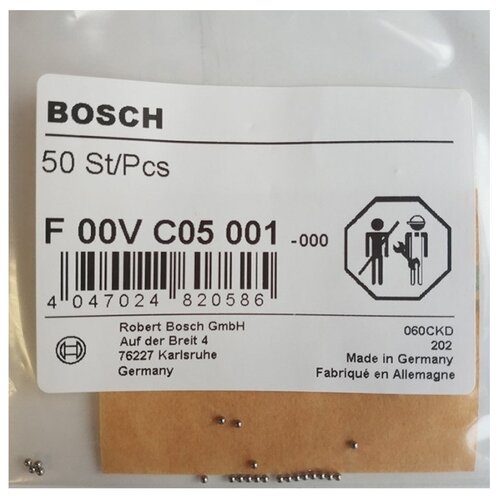 BOSCH
50 St/Pcs
F 00V C05 001 -000
4 047024 820586
Robert Bosch GmbH
Auf der Breit 4
76227 Karlsruhe
Germany
060CKD
202
Made in Germany
Fabriqué en Allemagne